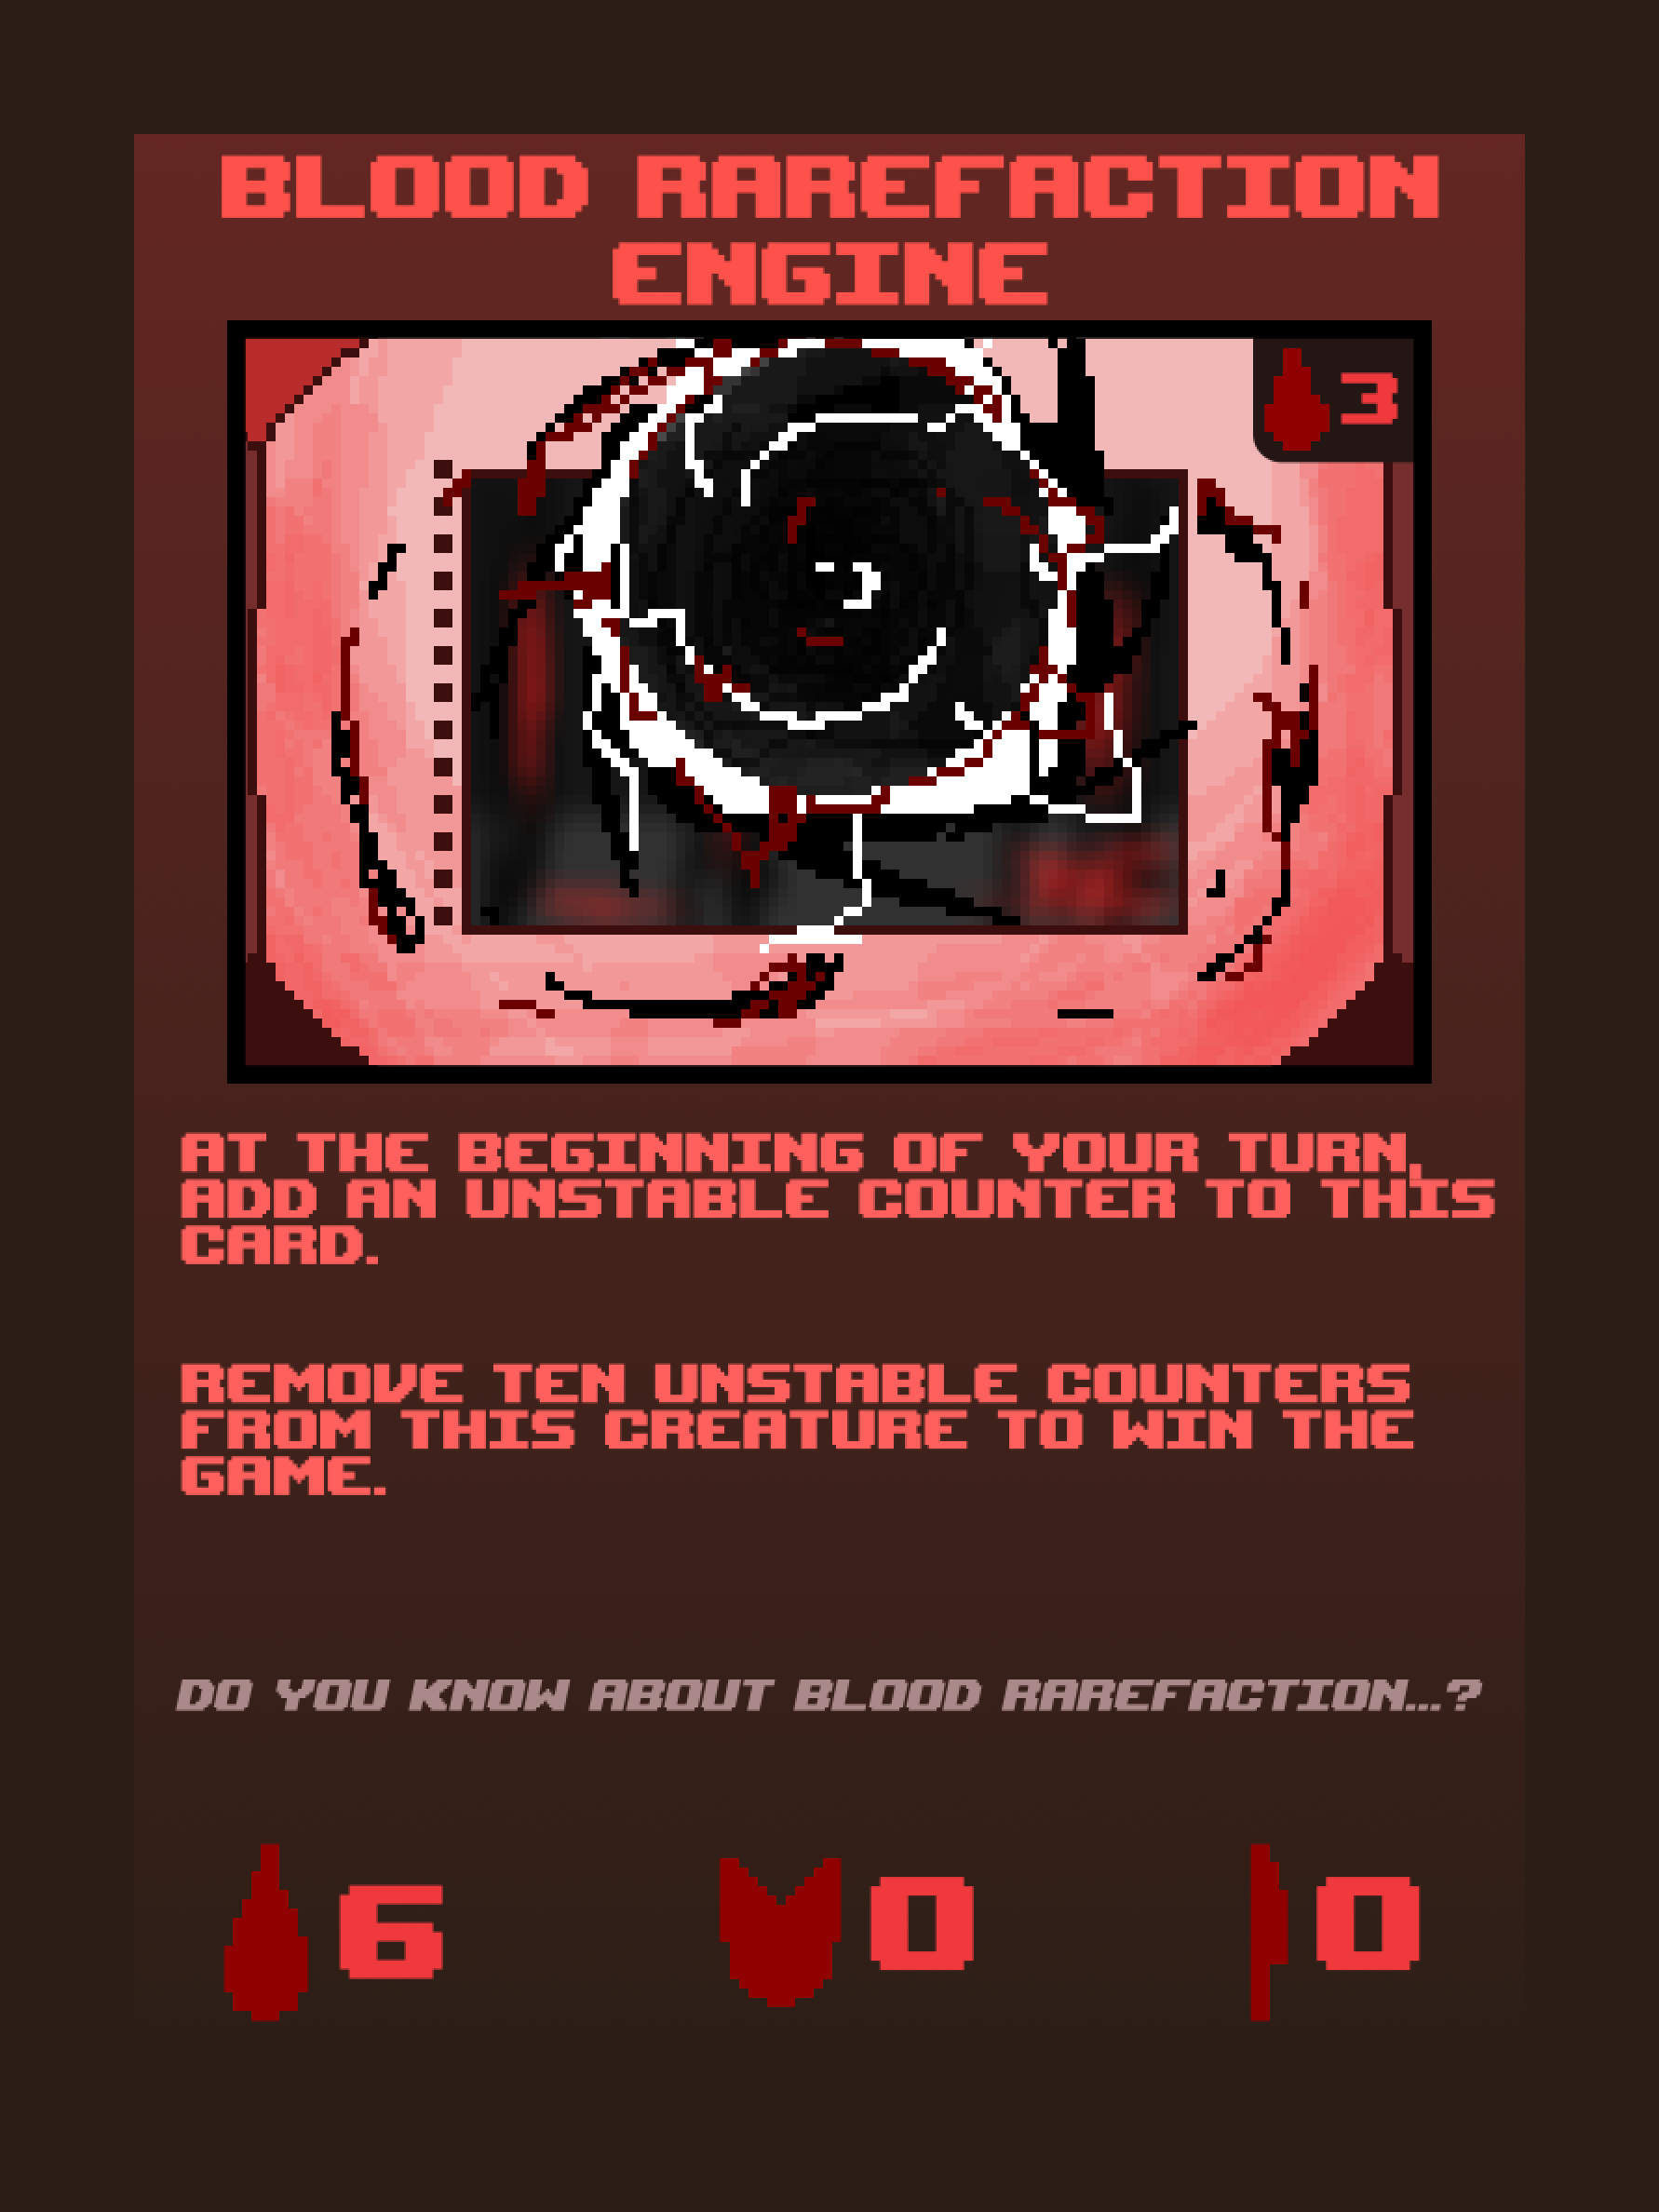 BLOOD RAREFACTION
ENGINE
3
AT THE BEGINNING OF YOUR TURN,
ADD AN UNSTABLE COUNTER TO THIS
CARD.
REMOVE TEN UNSTABLE COUNTERS
FROM THIS CREATURE TO WIN THE
GAME.
DO YOU KNOW ABOUT BLOOD RAREFACTION...?
6 0 0